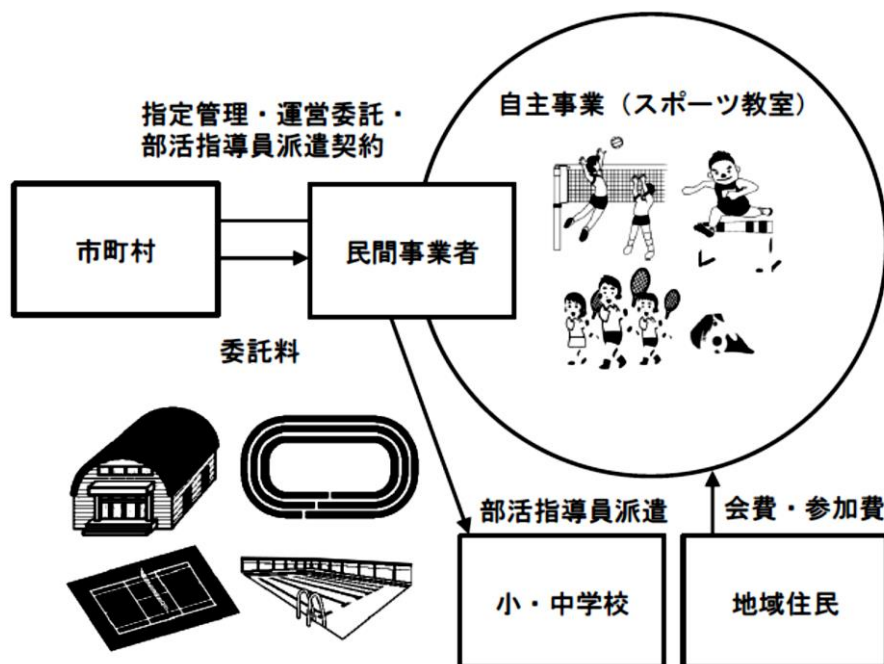 自主事業（スポーツ教室）
指定管理・運営委託・
部活指導員派遣契約
市町村
民間事業者
委託料
部活指導員派遣
会費・参加費
小・中学校
地域住民